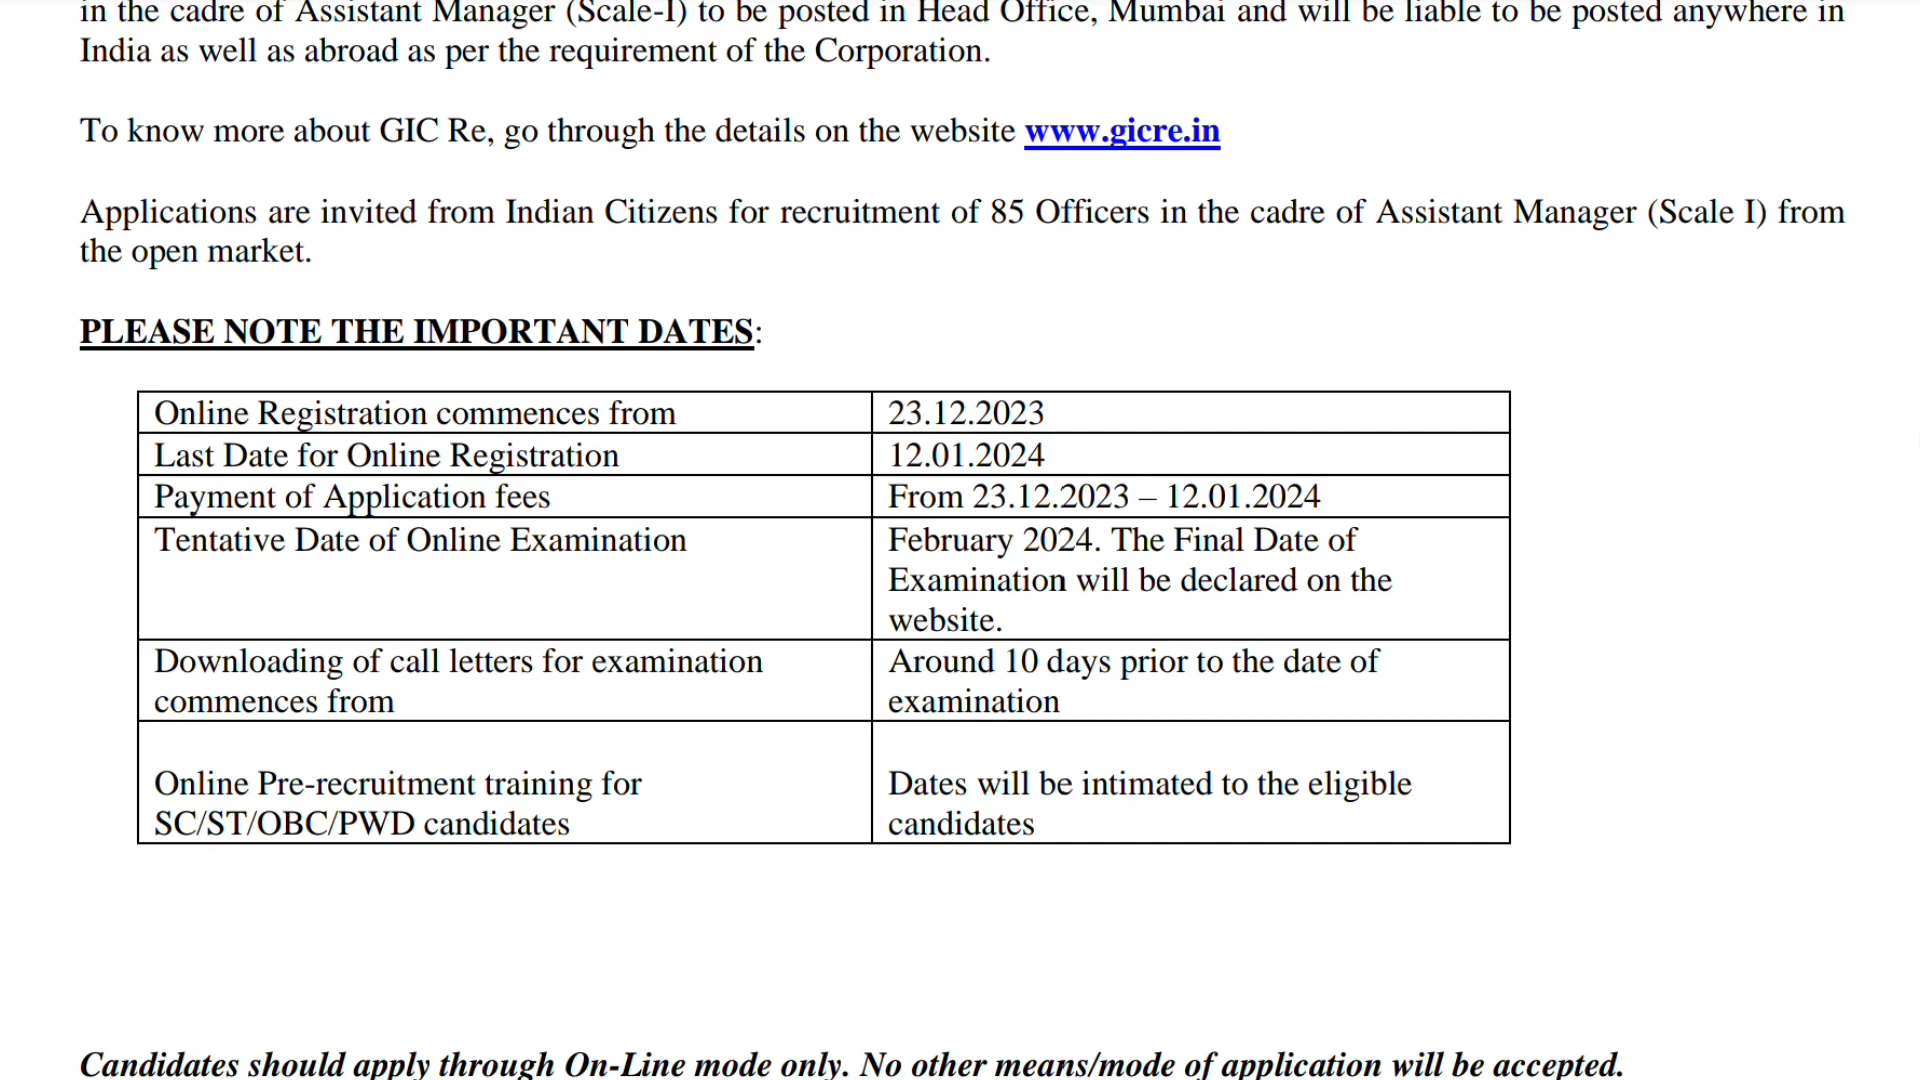 in the cadre of Assistant Manager (Scale-I) to be posted in Head Office, Mumbai and will be liable to be posted anywhere in
India as well as abroad as per the requirement of the Corporation.
To know more about GIC Re, go through the details on the website www.gicre.in
Applications are invited from Indian Citizens for recruitment of 85 Officers in the cadre of Assistant Manager (Scale I) from
the open market.
PLEASE NOTE THE IMPORTANT DATES:
Online Registration commences from 23.12.2023
Last Date for Online Registration 12.01.2024
Payment of Application fees From 23.12.2023 – 12.01.2024
Tentative Date of Online Examination February 2024. The Final Date of
Examination will be declared on the
website.
Downloading of call letters for examination Around 10 days prior to the date of
commences from examination
Online Pre-recruitment training for Dates will be intimated to the eligible
SC/ST/OBC/PWD candidates candidates
Candidates should apply through On-Line mode only. No other means/mode of application will be accepted.